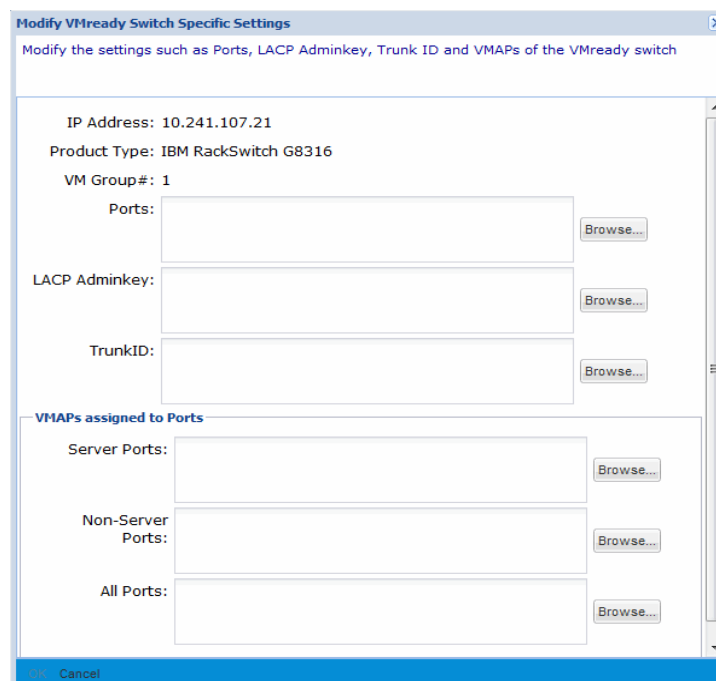 Modify VMready Switch Specific Settings
Modify the settings such as Ports, LACP Adminkey, Trunk ID and VMAPs of the VMready switch
IP Address: 10.241.107.21
Product Type: IBM RackSwitch G8316
VM Group#: 1
Ports:
Browse...
LACP Adminkey:
Browse...
TrunkID:
Browse...
VMAPs assigned to Ports
Server Ports:
Browse...
Non-Server
Ports:
Browse...
All Ports:
Browse...
OK Cancel